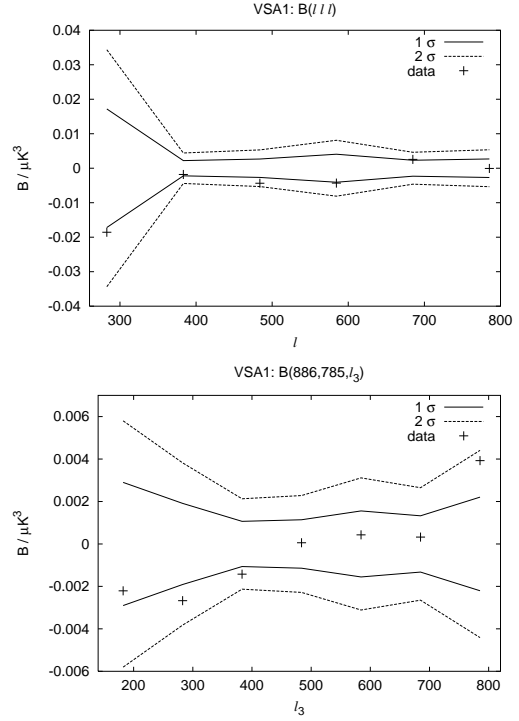 VSA1: B(l l l)
0.04
0.03
0.02
0.01
0
-0.01
-0.02
-0.03
-0.04
B / μK³
1 σ
2 σ
data
300 400 500 600 700 800
l
VSA1: B(886,785,l₃)
0.006
0.004
0.002
0
-0.002
-0.004
-0.006
B / μK³
1 σ
2 σ
data
200 300 400 500 600 700 800
l₃